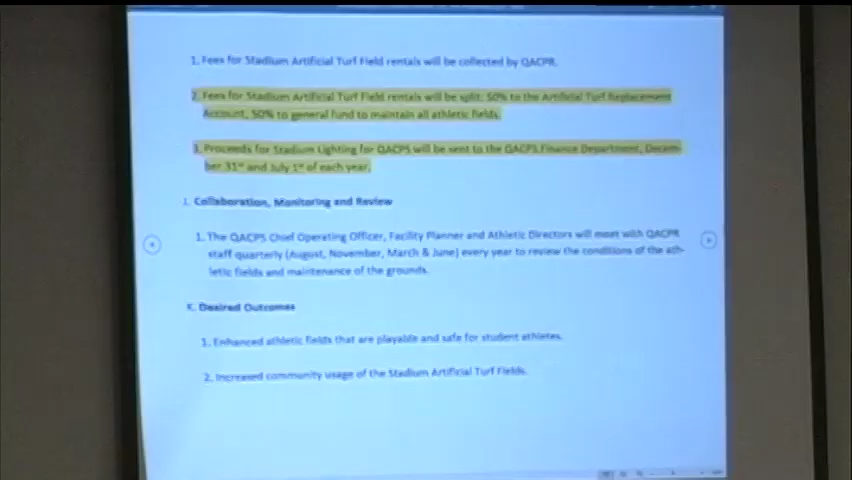 1. Fees for Stadium Artificial Turf Field rentals will be collected by QACPR.
2. Fees for Stadium Artificial Turf Field rentals will be split: 50% to the Artificial Turf Replacement
Account, 50% to general fund to maintain all athletic fields.
3. Proceeds for Stadium Lighting for QACPS will be sent to the QACPS Finance Department, Decem-
ber 31st and July 1st of each year.
J. Collaboration, Monitoring and Review
1. The QACPS Chief Operating Officer, Facility Planner and Athletic Directors will meet with QACPR
staff quarterly (August, November, March & June) every year to review the conditions of the ath-
letic fields and maintenance of the grounds.
K. Desired Outcomes
1. Enhanced athletic fields that are playable and safe for student athletes.
2. Increased community usage of the Stadium Artificial Turf Fields.